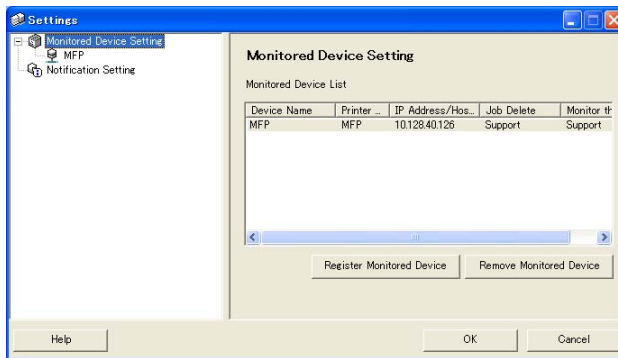 Settings
Monitored Device Setting
MFP
Notification Setting
Monitored Device Setting
Monitored Device List
Device Name Printer ... IP Address/Hos... Job Delete Monitor th
MFP MFP 10.128.40.126 Support Support
Register Monitored Device Remove Monitored Device
Help OK Cancel